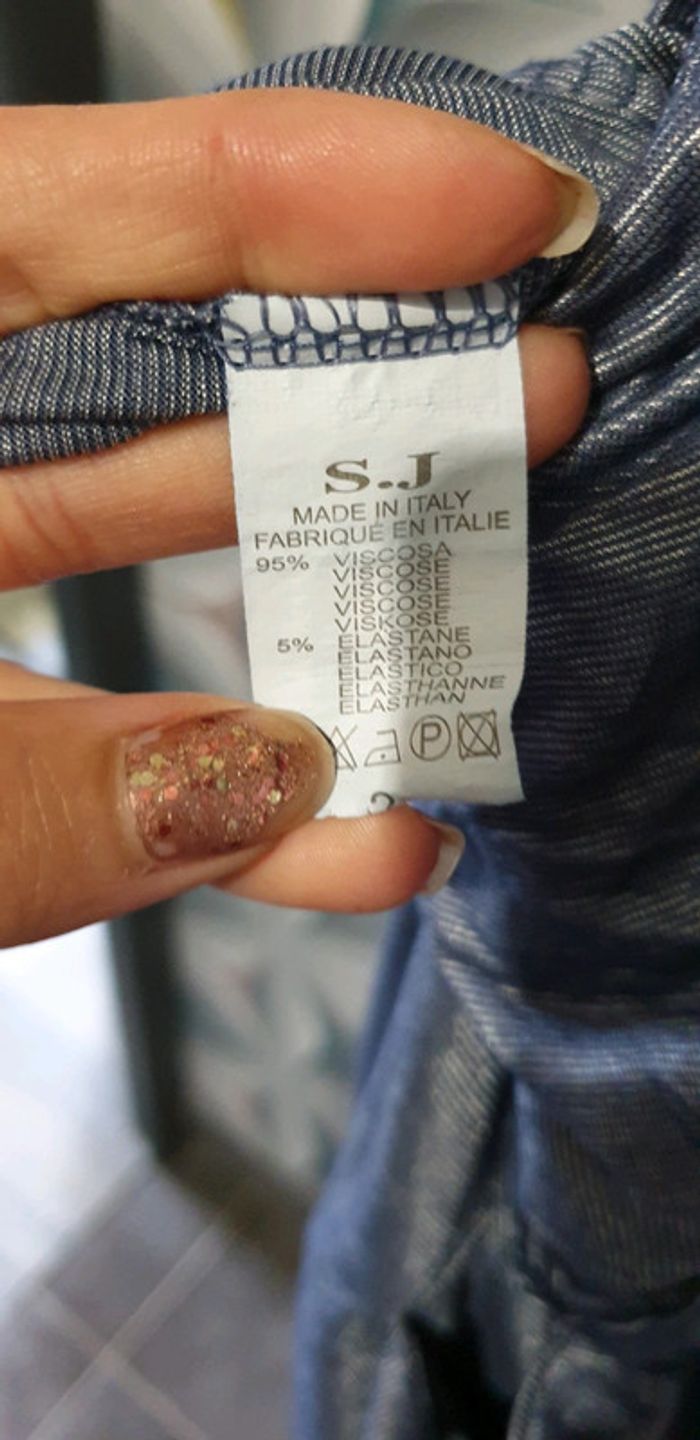 S..J
MADE IN ITALY
FABRIQUE EN ITALIE
95% VISCOSA
VISCOSE
VISCOSE
VISCOSE
VISKOSE
5% ELASTANE
ELASTANO
ELASTICO
ELASTHANNE
ELASTHAN
P